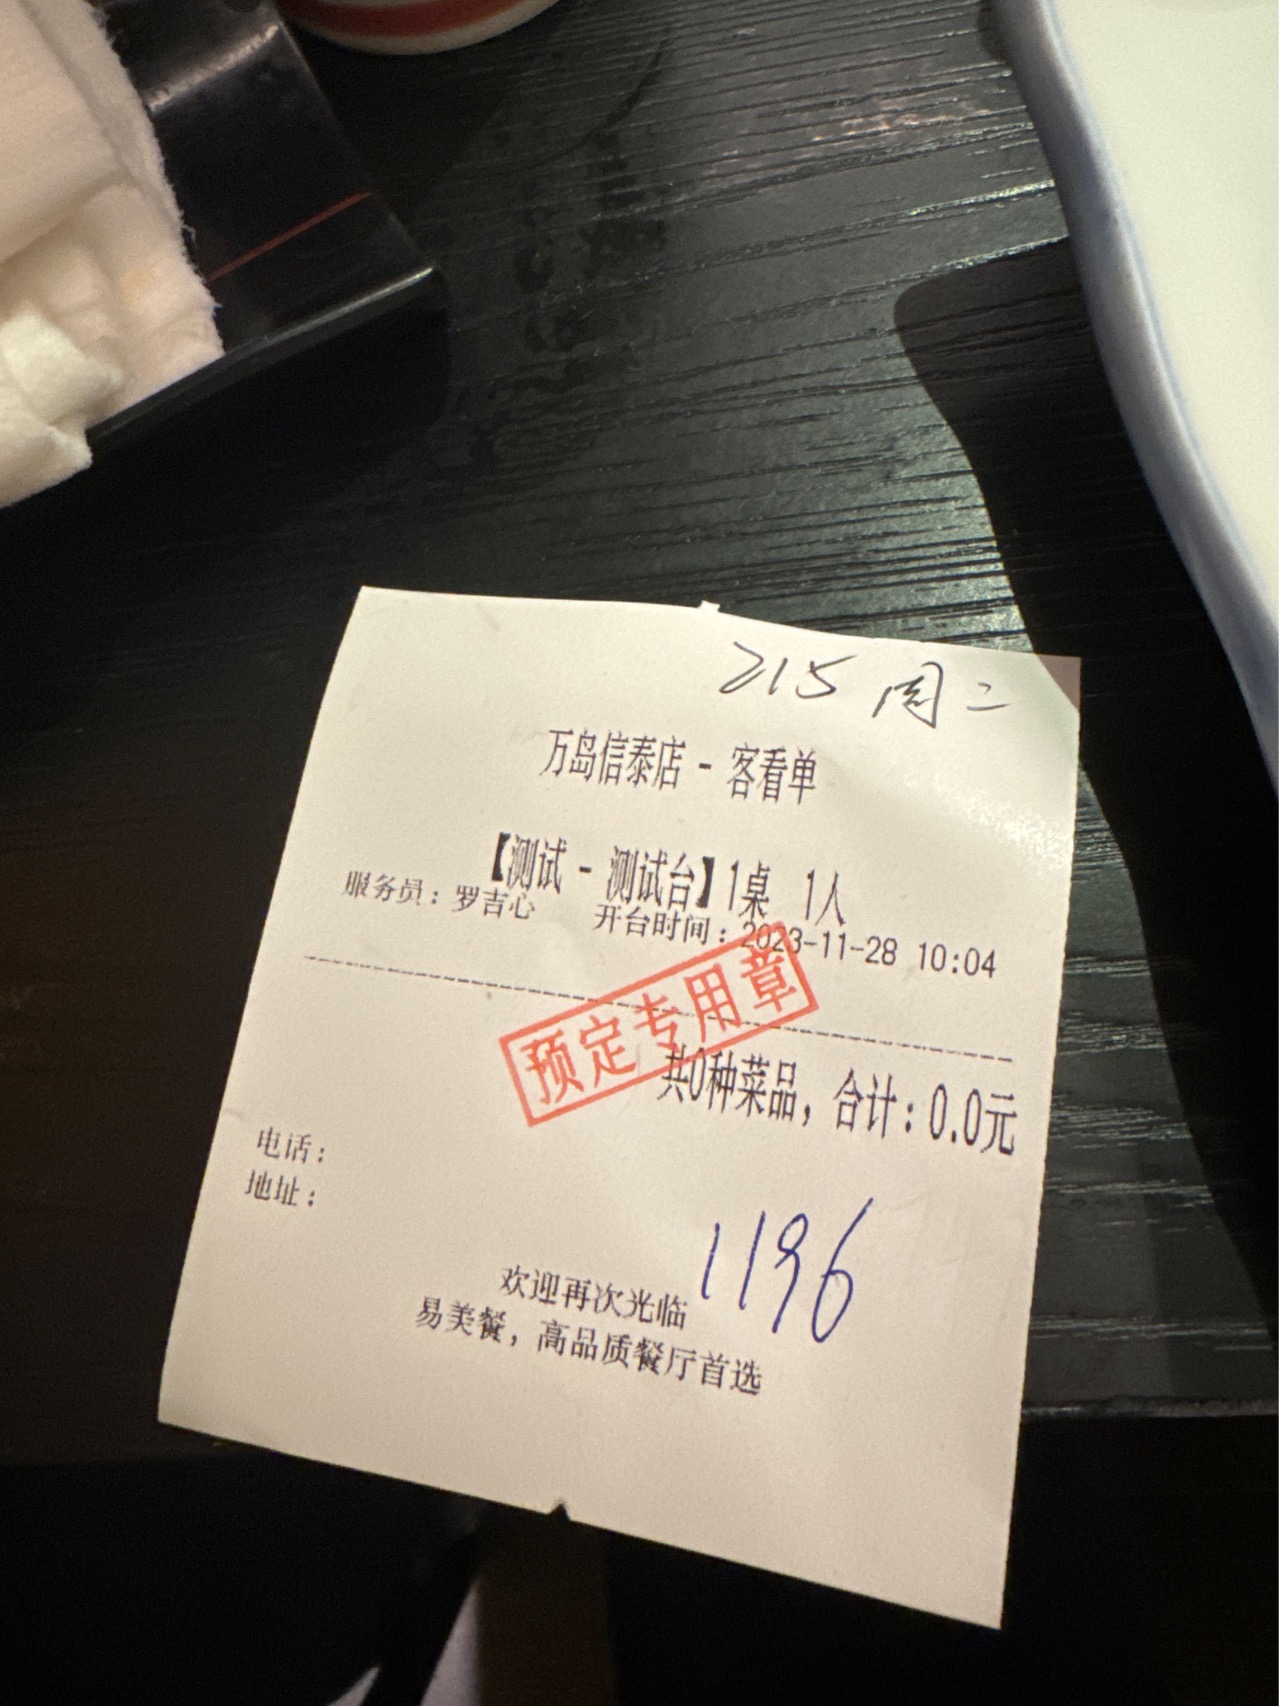 215 周二
万岛信泰店 - 客看单
【测试 - 测试台】1桌 1人
服务员：罗吉心 开台时间：2023-11-28 10:04
预定专用章
共0种菜品，合计：0.0元
电话：
地址：
1196
欢迎再次光临
易美餐，高品质餐厅首选